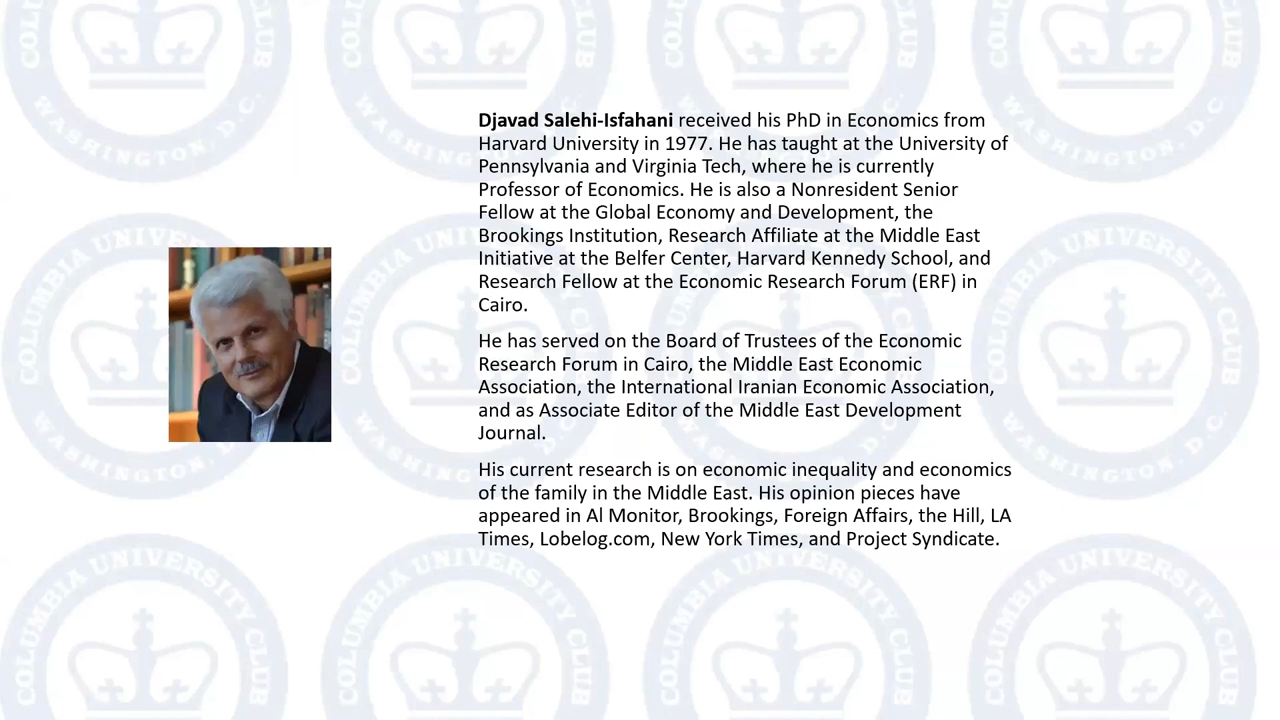 Djavad Salehi-Isfahani received his PhD in Economics from
Harvard University in 1977. He has taught at the University of
Pennsylvania and Virginia Tech, where he is currently
Professor of Economics. He is also a Nonresident Senior
Fellow at the Global Economy and Development, the
Brookings Institution, Research Affiliate at the Middle East
Initiative at the Belfer Center, Harvard Kennedy School, and
Research Fellow at the Economic Research Forum (ERF) in
Cairo.
He has served on the Board of Trustees of the Economic
Research Forum in Cairo, the Middle East Economic
Association, the International Iranian Economic Association,
and as Associate Editor of the Middle East Development
Journal.
His current research is on economic inequality and economics
of the family in the Middle East. His opinion pieces have
appeared in Al Monitor, Brookings, Foreign Affairs, the Hill, LA
Times, Lobelog.com, New York Times, and Project Syndicate.
COLUMBIA UNIVERSITY CLUB
WASHINGTON, D.C.